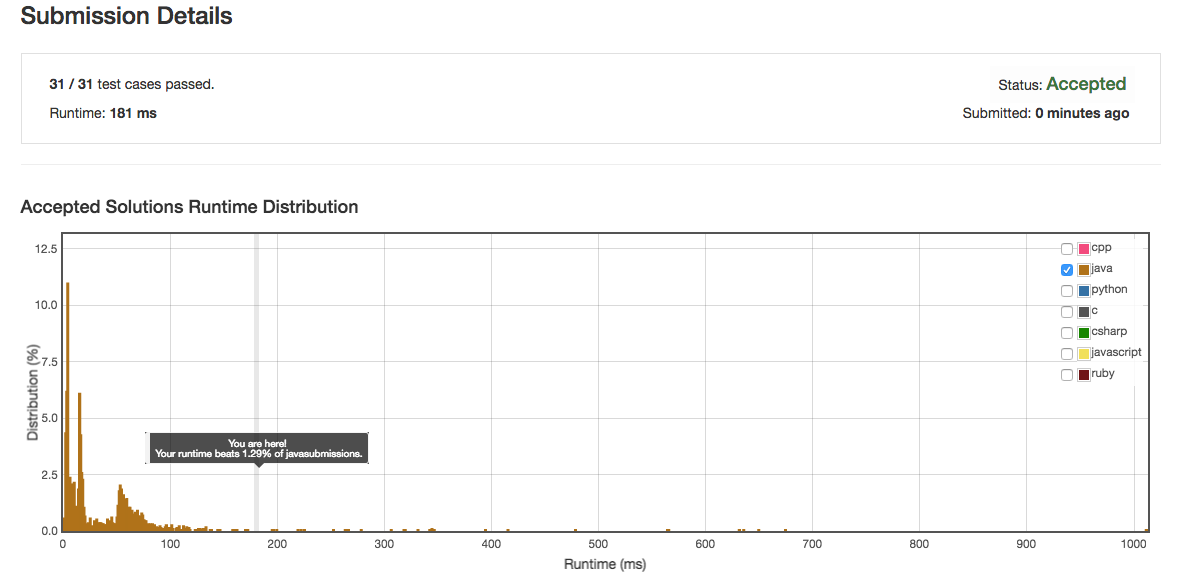 Submission Details
31 / 31 test cases passed.
Status: Accepted
Runtime: 181 ms
Submitted: 0 minutes ago
Accepted Solutions Runtime Distribution
12.5
10.0
7.5
5.0
2.5
0.0
Distribution (%)
cpp
java
python
c
csharp
javascript
ruby
You are here!
Your runtime beats 1.29% of javasubmissions.
0 100 200 300 400 500 600 700 800 900 1000
Runtime (ms)